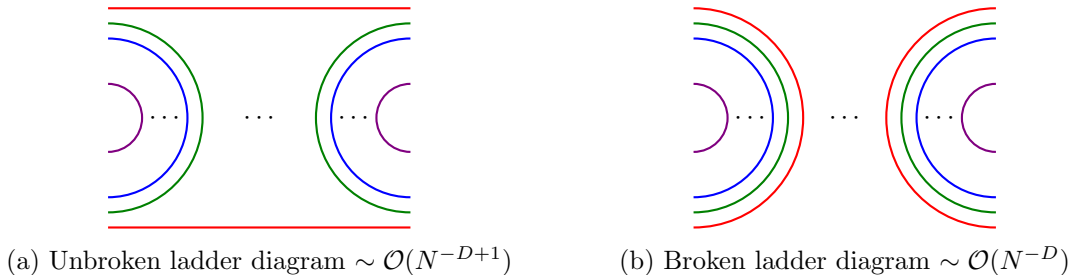 (a) Unbroken ladder diagram ∼ 𝒪(N^{−D+1})
(b) Broken ladder diagram ∼ 𝒪(N^{−D})